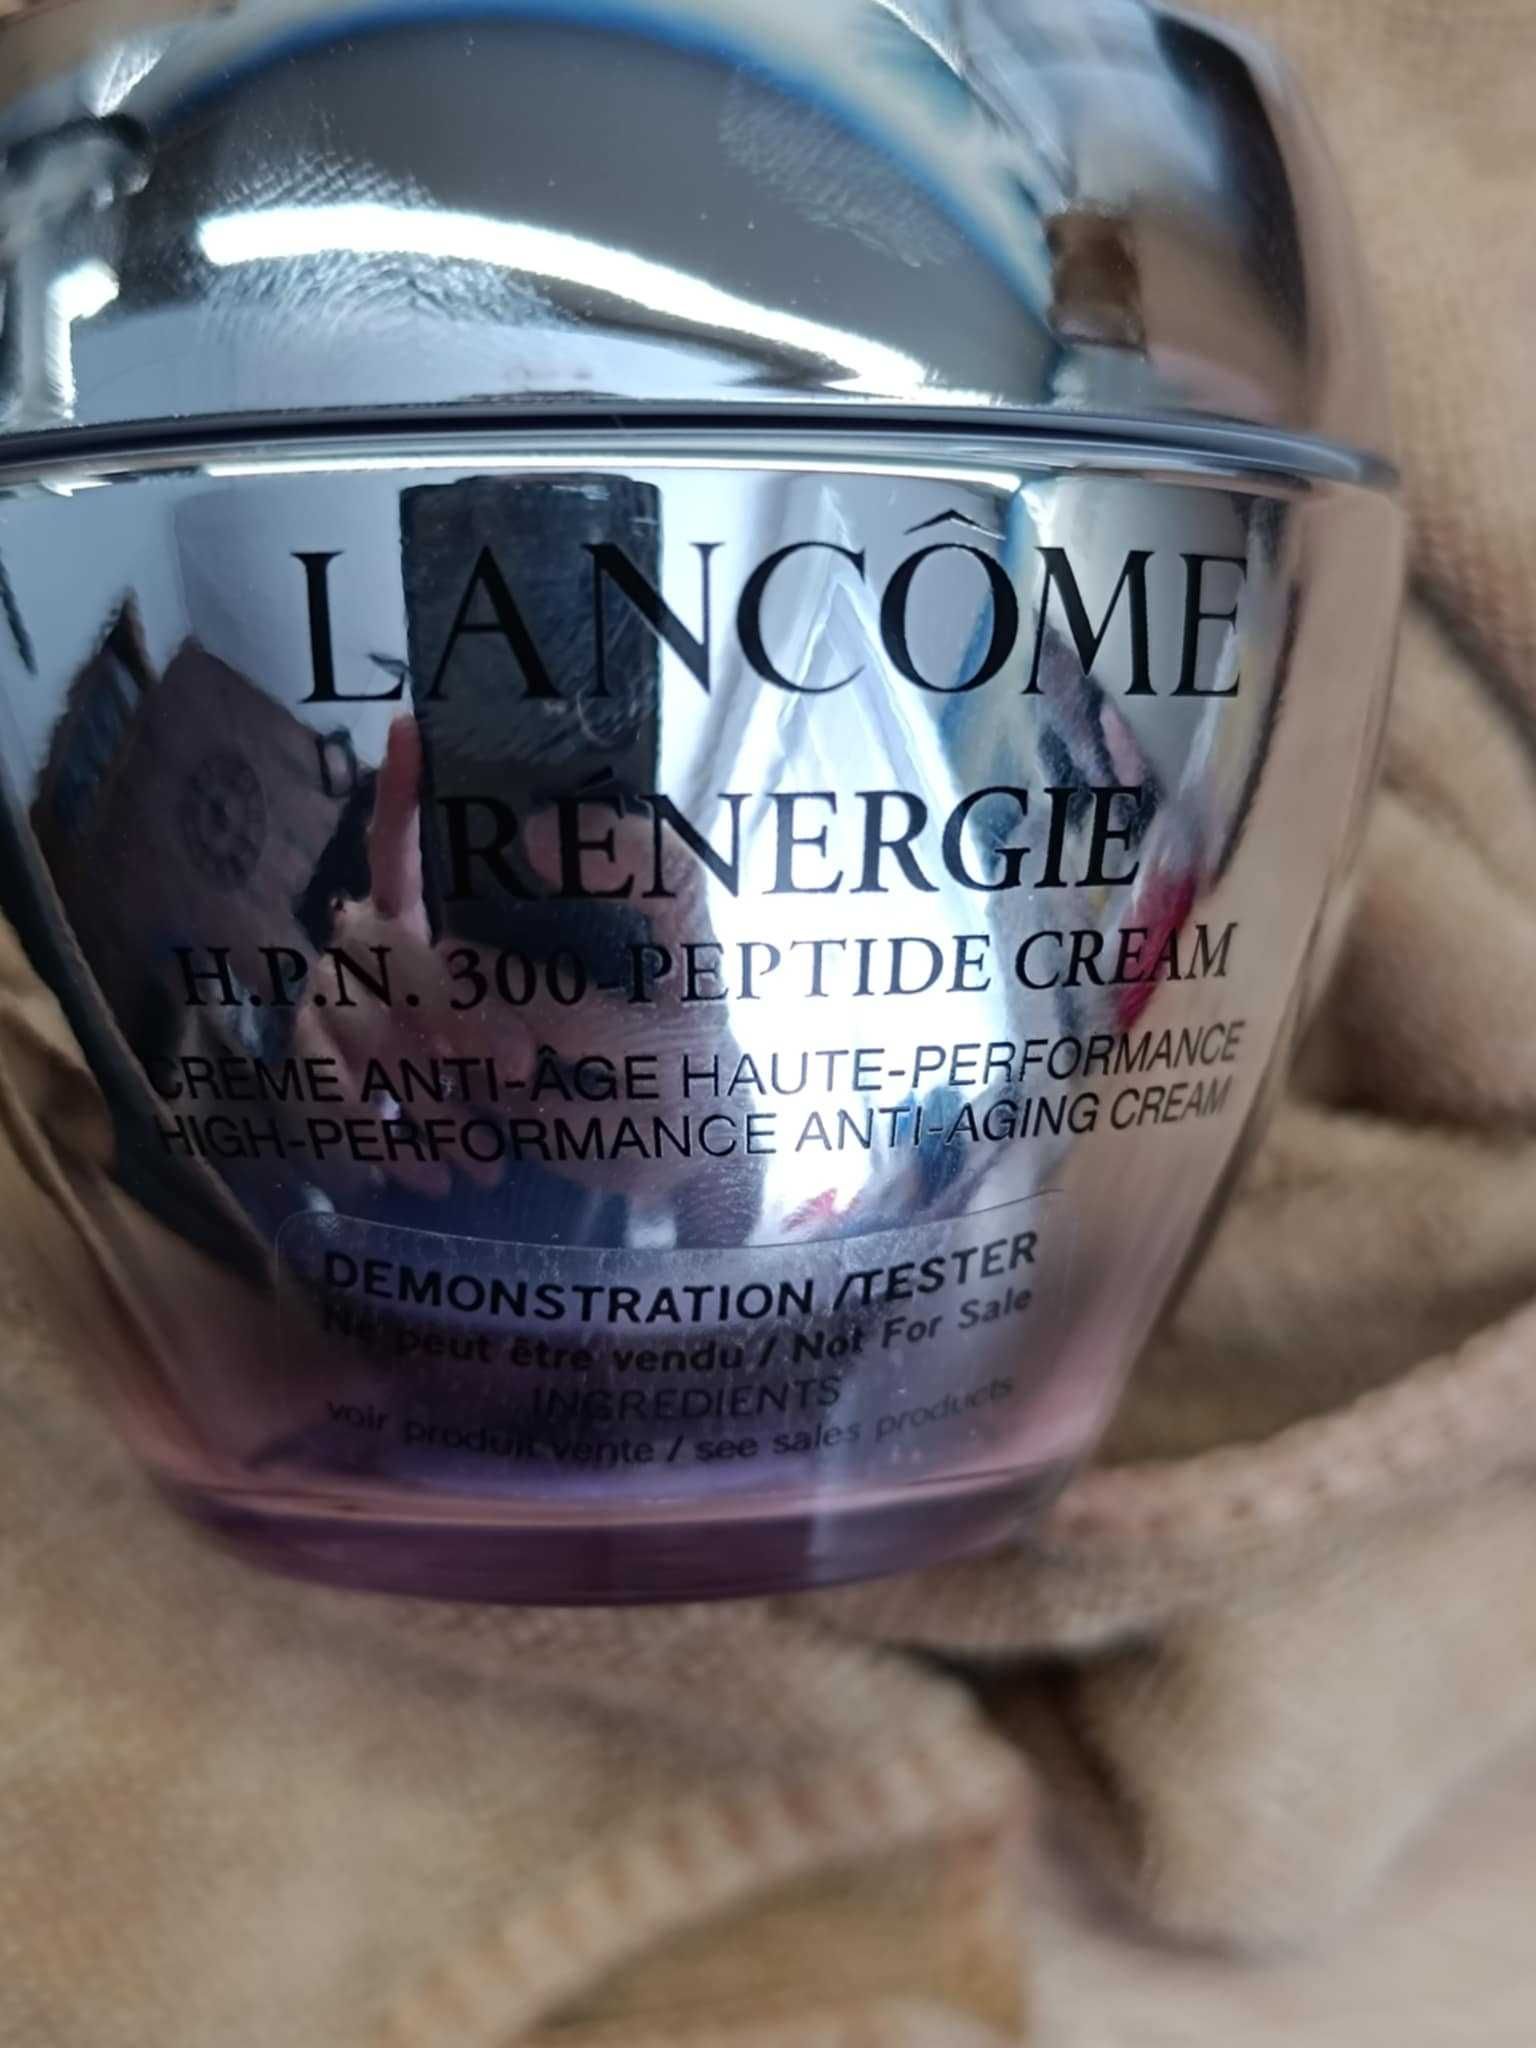 LANCÔME
RÉNERGIE
H.P.N. 300-PEPTIDE CREAM
CRÈME ANTI-ÂGE HAUTE-PERFORMANCE
HIGH-PERFORMANCE ANTI-AGING CREAM
DEMONSTRATION /TESTER
Ne peut être vendu / Not For Sale
INGREDIENTS
voir produit vente / see sales products